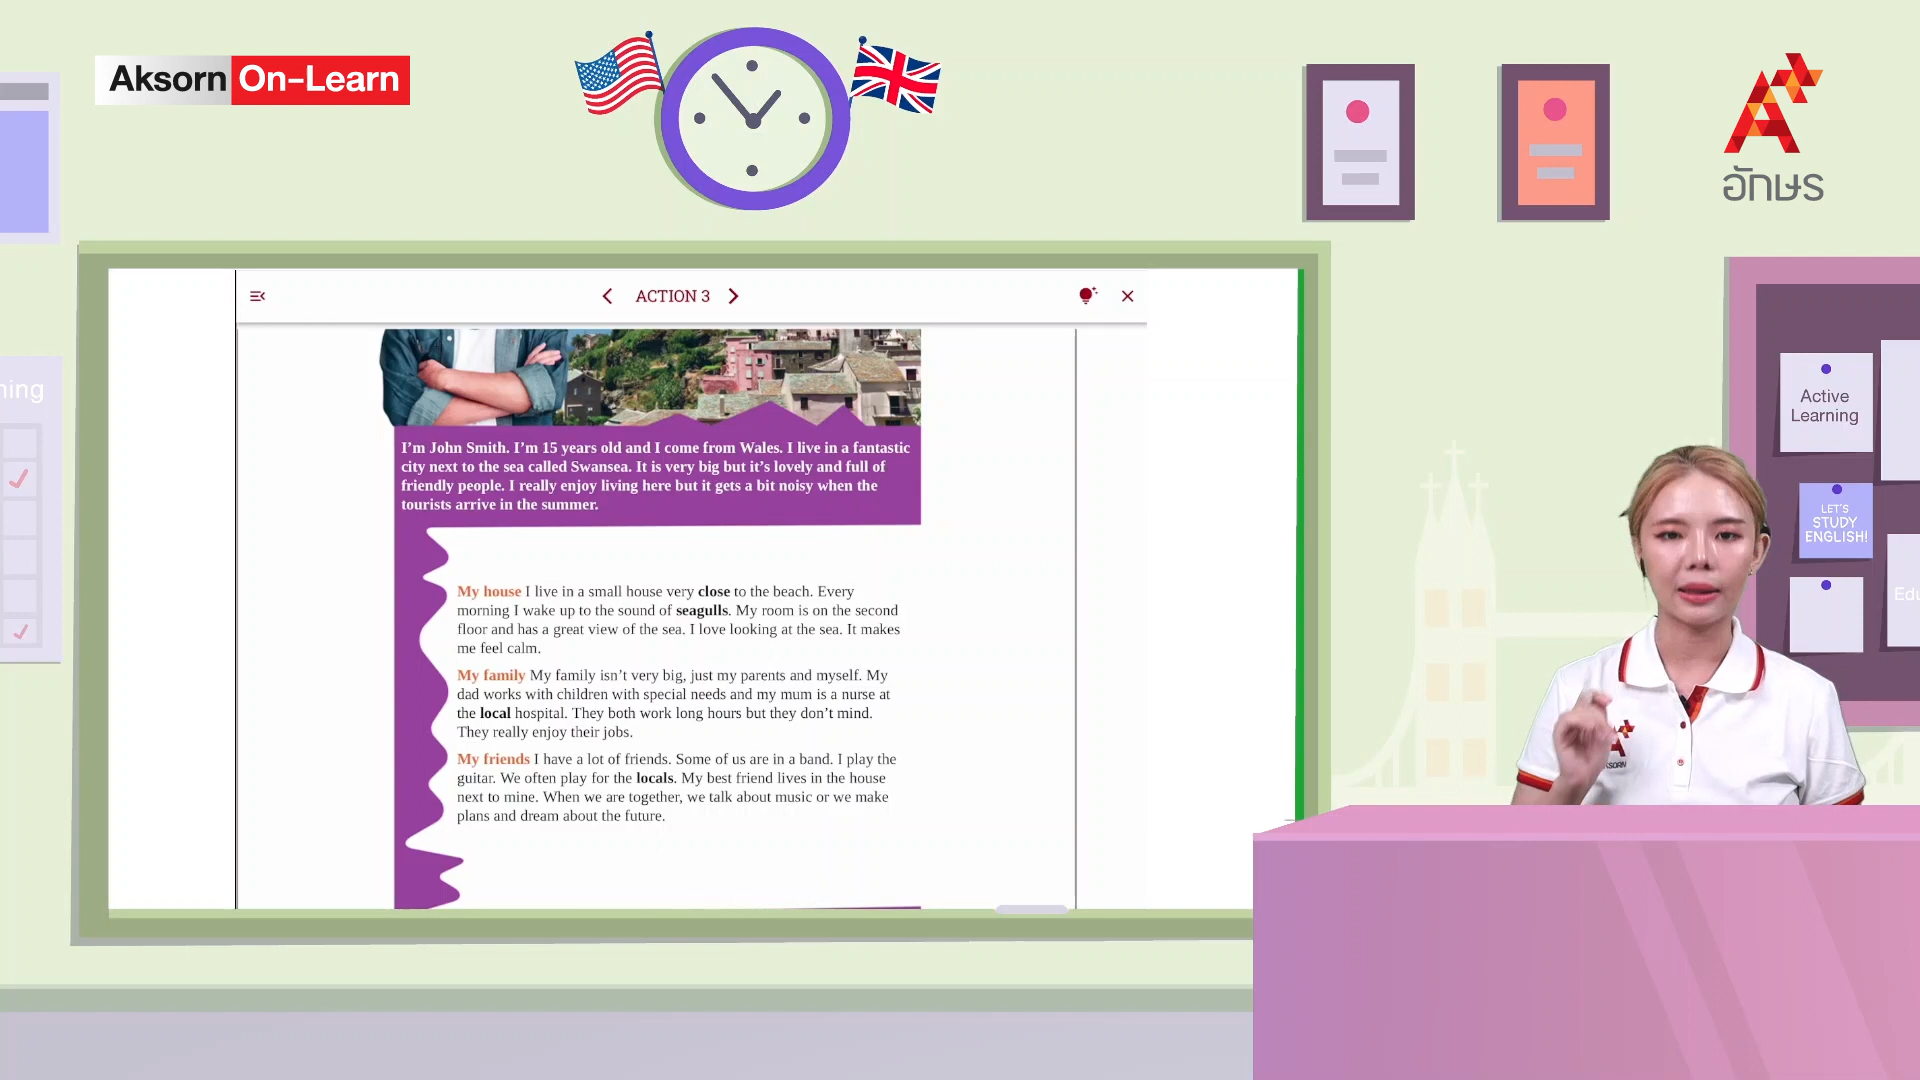 Aksorn On-Learn
อักษร
ning
ACTION 3
I'm John Smith. I'm 15 years old and I come from Wales. I live in a fantastic
city next to the sea called Swansea. It is very big but it's lovely and full of
friendly people. I really enjoy living here but it gets a bit noisy when the
tourists arrive in the summer.
My house I live in a small house very close to the beach. Every
morning I wake up to the sound of seagulls. My room is on the second
floor and has a great view of the sea. I love looking at the sea. It makes
me feel calm.
My family My family isn't very big, just my parents and myself. My
dad works with children with special needs and my mum is a nurse at
the local hospital. They both work long hours but they don't mind.
They really enjoy their jobs.
My friends I have a lot of friends. Some of us are in a band. I play the
guitar. We often play for the locals. My best friend lives in the house
next to mine. When we are together, we talk about music or we make
plans and dream about the future.
Active
Learning
LET'S
STUDY
ENGLISH!
Edu